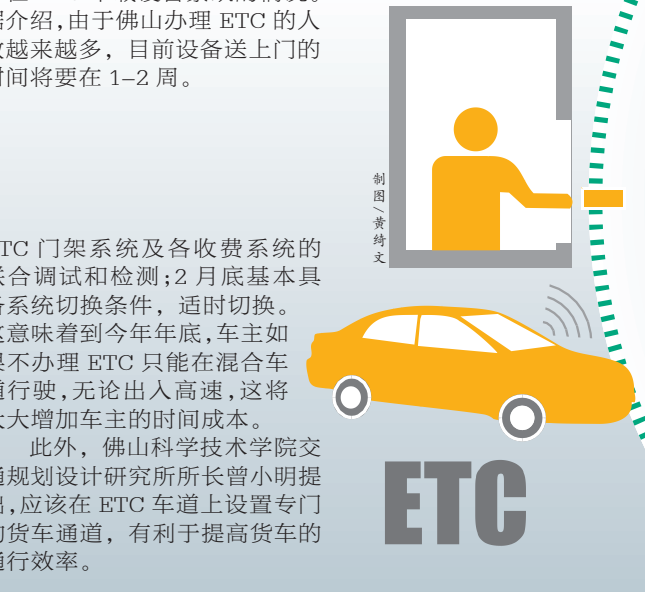 介绍,由于佛山办理 ETC 的人
越来越多，目前设备送上门的
时间将要在 1–2 周。
制图/黄绮文
TC 门架系统及各收费系统的
联合调试和检测;2 月底基本具
备系统切换条件，适时切换。
这意味着到今年年底,车主如
果不办理 ETC 只能在混合车
道行驶,无论出入高速,这将
大大增加车主的时间成本。
此外，佛山科学技术学院交
通规划设计研究所所长曾小明提
出,应该在 ETC 车道上设置专门
的货车通道，有利于提高货车的
通行效率。
ETC